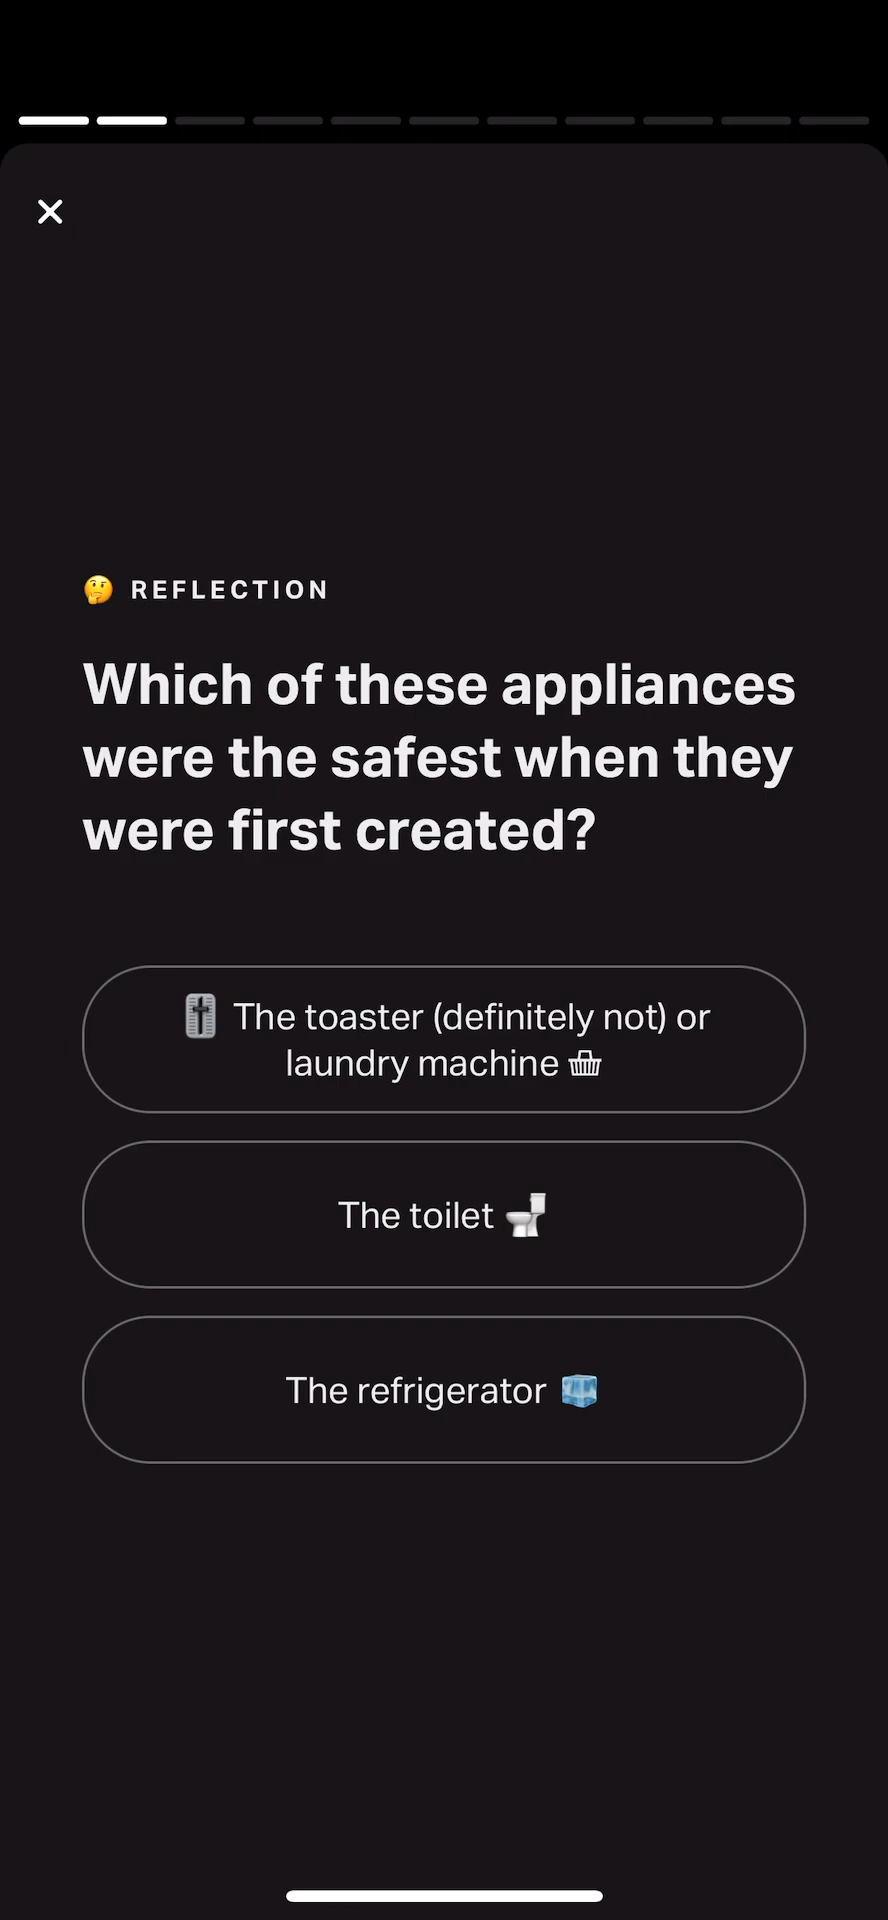 🤔 REFLECTION
Which of these appliances
were the safest when they
were first created?
🎚️ The toaster (definitely not) or
laundry machine 🧺
The toilet 🚽
The refrigerator 🧊